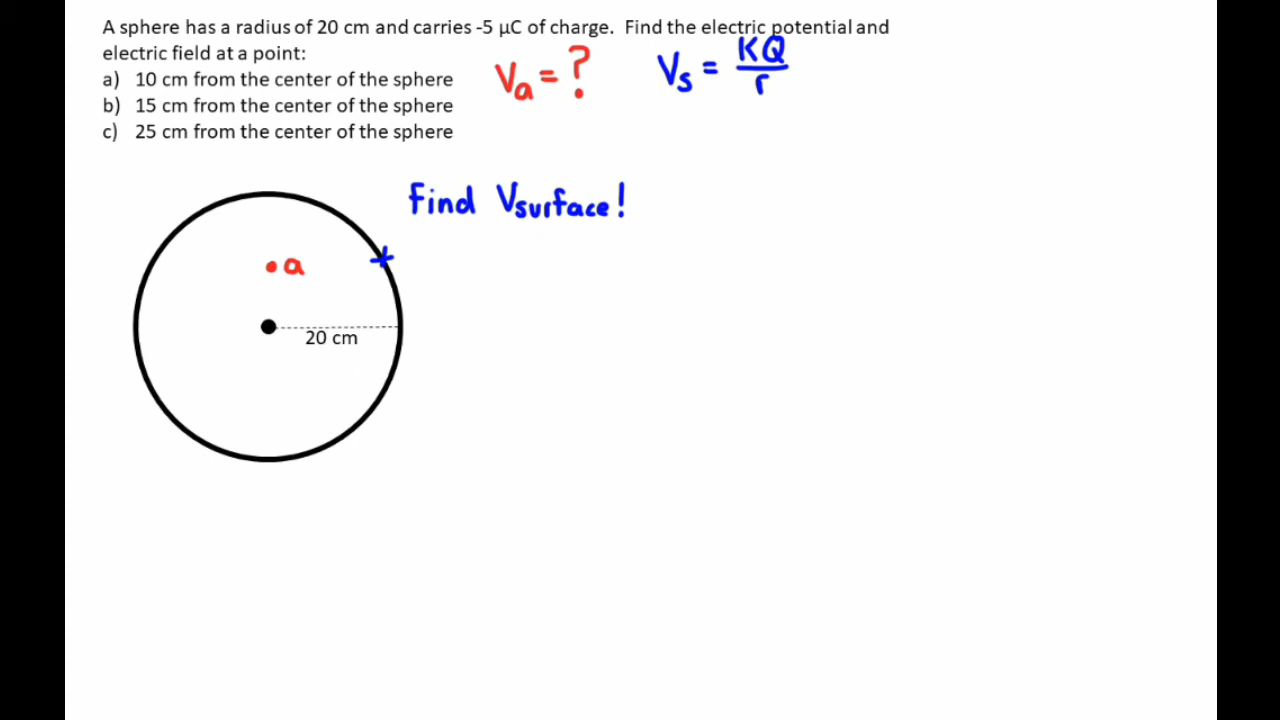 A sphere has a radius of 20 cm and carries -5 μC of charge. Find the electric potential and
electric field at a point:
a) 10 cm from the center of the sphere
b) 15 cm from the center of the sphere
c) 25 cm from the center of the sphere
Va = ?
Vs = KQ/r
Find Vsurface!
a
20 cm